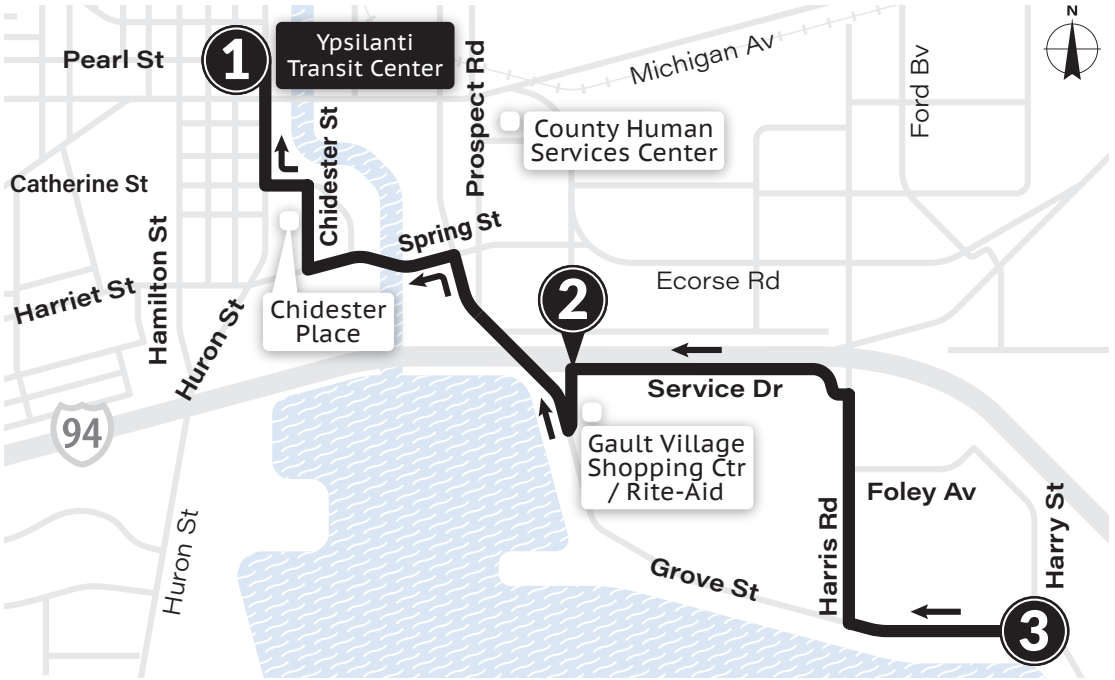 N
Pearl St
1
Ypsilanti
Transit Center
Prospect Rd
Michigan Av
Ford Bv
Chidester St
County Human
Services Center
Catherine St
Hamilton St
Spring St
Harriet St
Huron St
Chidester
Place
Ecorse Rd
2
Service Dr
94
Gault Village
Shopping Ctr
/ Rite-Aid
Foley Av
Harry St
Harris Rd
Huron St
Grove St
3